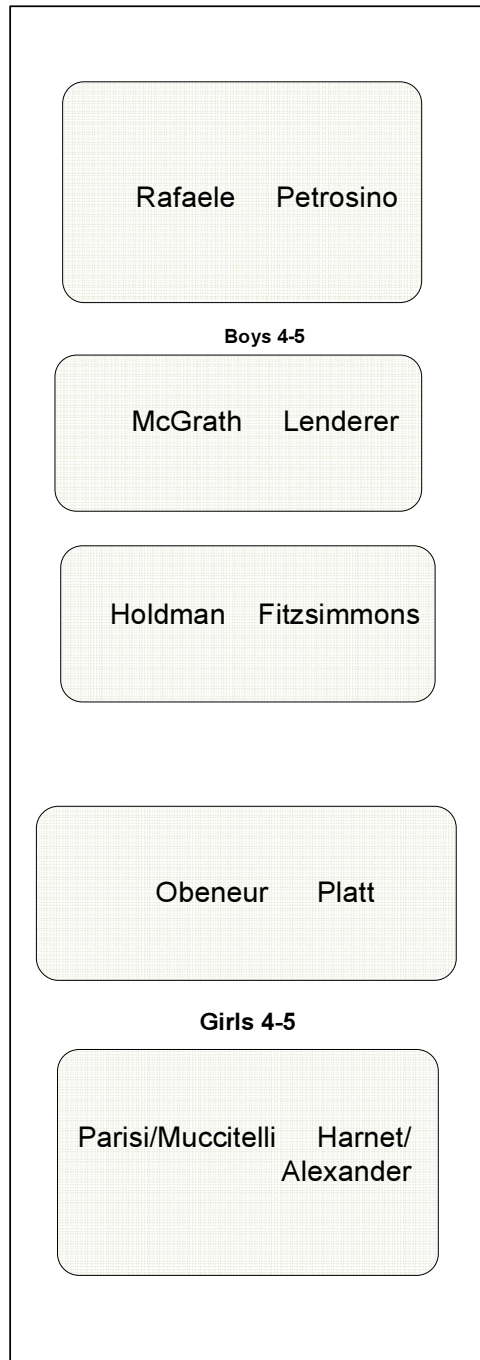 Rafaele Petrosino
Boys 4-5
McGrath Lenderer
Holdman Fitzsimmons
Obeneur Platt
Girls 4-5
Parisi/Muccitelli Harnet/
Alexander